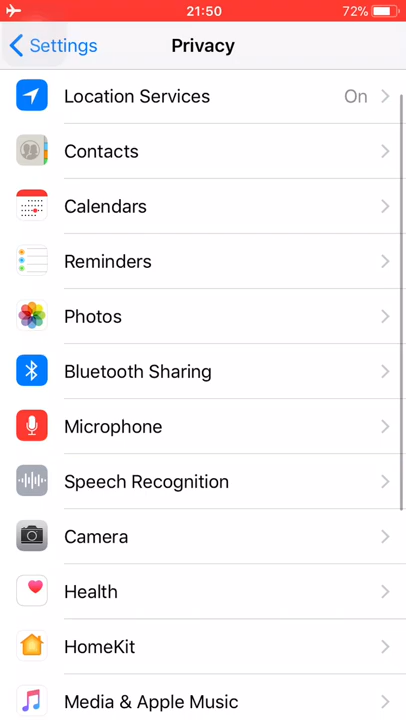 21:50
72%
Settings
Privacy
Location Services On
Contacts
Calendars
Reminders
Photos
Bluetooth Sharing
Microphone
Speech Recognition
Camera
Health
HomeKit
Media & Apple Music